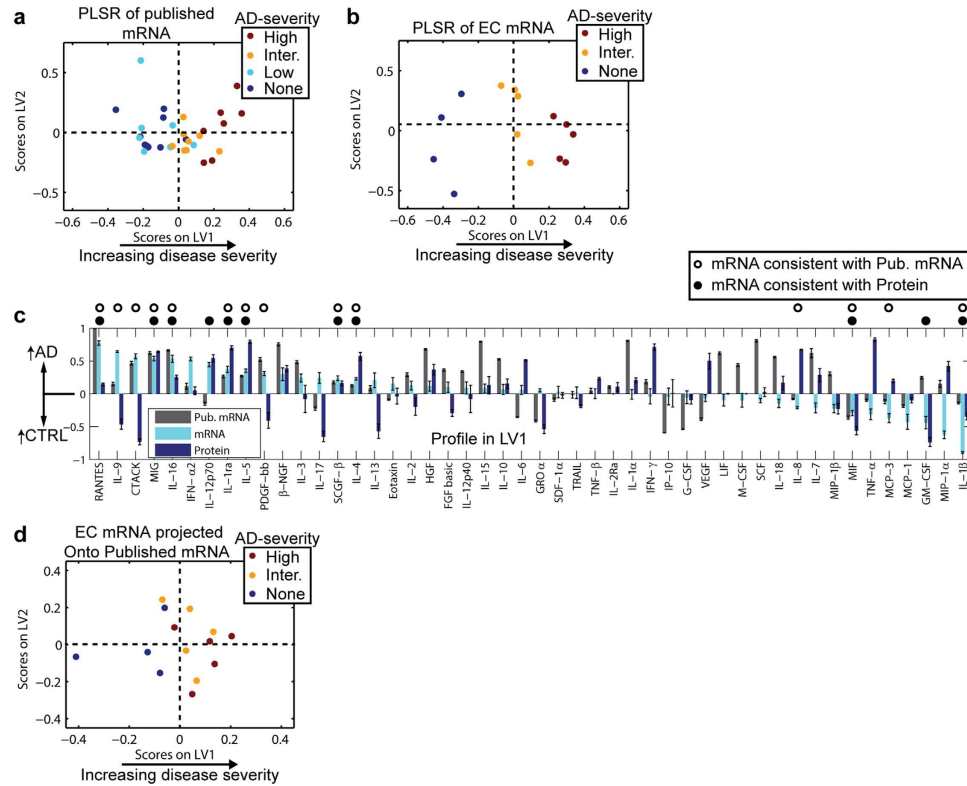 a
PLSR of published
mRNA
AD-severity
High
Inter.
Low
None
Scores on LV2
0.5
0
−0.5
−0.6 −0.4 −0.2 0 0.2 0.4 0.6
Scores on LV1
Increasing disease severity
b
PLSR of EC mRNA
AD-severity
High
Inter.
None
Scores on LV2
0.5
0
−0.5
−0.6 −0.4 −0.2 0 0.2 0.4 0.6
Scores on LV1
Increasing disease severity
mRNA consistent with Pub. mRNA
mRNA consistent with Protein
c
↑AD
↑CTRL
1
0.5
0
−0.5
−1
Pub. mRNA
mRNA
Protein
Profile in LV1
RANTES
IL-9
CTACK
MIG
IL-16
IFN-α2
IL-12p70
IL-1ra
IL-5
PDGF-bb
β-NGF
IL-3
IL-17
SCGF-β
IL-4
IL-13
Eotaxin
IL-2
HGF
FGF basic
IL-12p40
IL-15
IL-10
IL-6
GRO α
SDF-1α
TRAIL
TNF-β
IL-2Ra
IL-1α
IFN-γ
IP-10
G-CSF
VEGF
LIF
M-CSF
SCF
IL-18
IL-8
IL-7
MIP-1β
MIF
TNF-α
MCP-3
MCP-1
GM-CSF
MIP-1α
IL-1β
d
EC mRNA projected
Onto Published mRNA
AD-severity
High
Inter.
None
Scores on LV2
0.4
0.2
0
−0.2
−0.4
−0.4 −0.2 0 0.2 0.4
Scores on LV1
Increasing disease severity